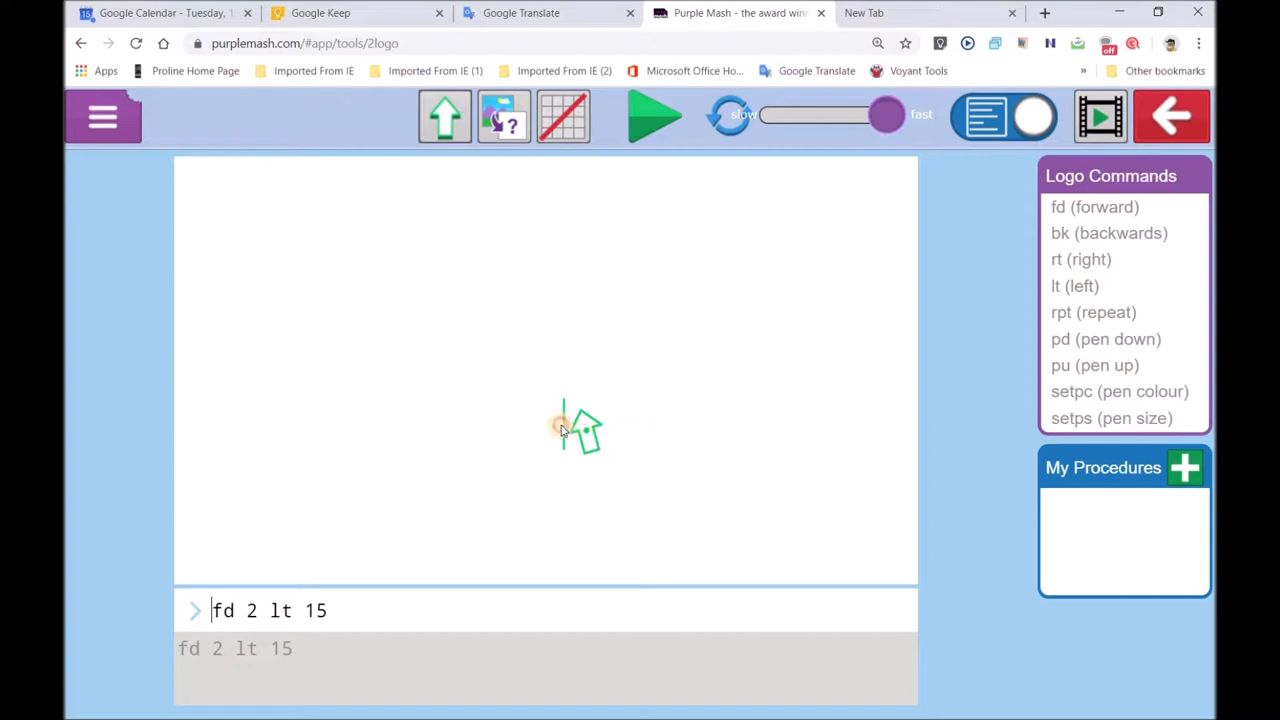 Google Calendar - Tuesday, 1
Google Keep
Google Translate
Purple Mash - the award winn
New Tab
purplemash.com/#app/tools/2logo
off
Apps
Proline Home Page
Imported From IE
Imported From IE (1)
Imported From IE (2)
Microsoft Office Ho...
Google Translate
Voyant Tools
»
Other bookmarks
?
slow
fast
Logo Commands
fd (forward)
bk (backwards)
rt (right)
lt (left)
rpt (repeat)
pd (pen down)
pu (pen up)
setpc (pen colour)
setps (pen size)
My Procedures
fd 2 lt 15
fd 2 lt 15